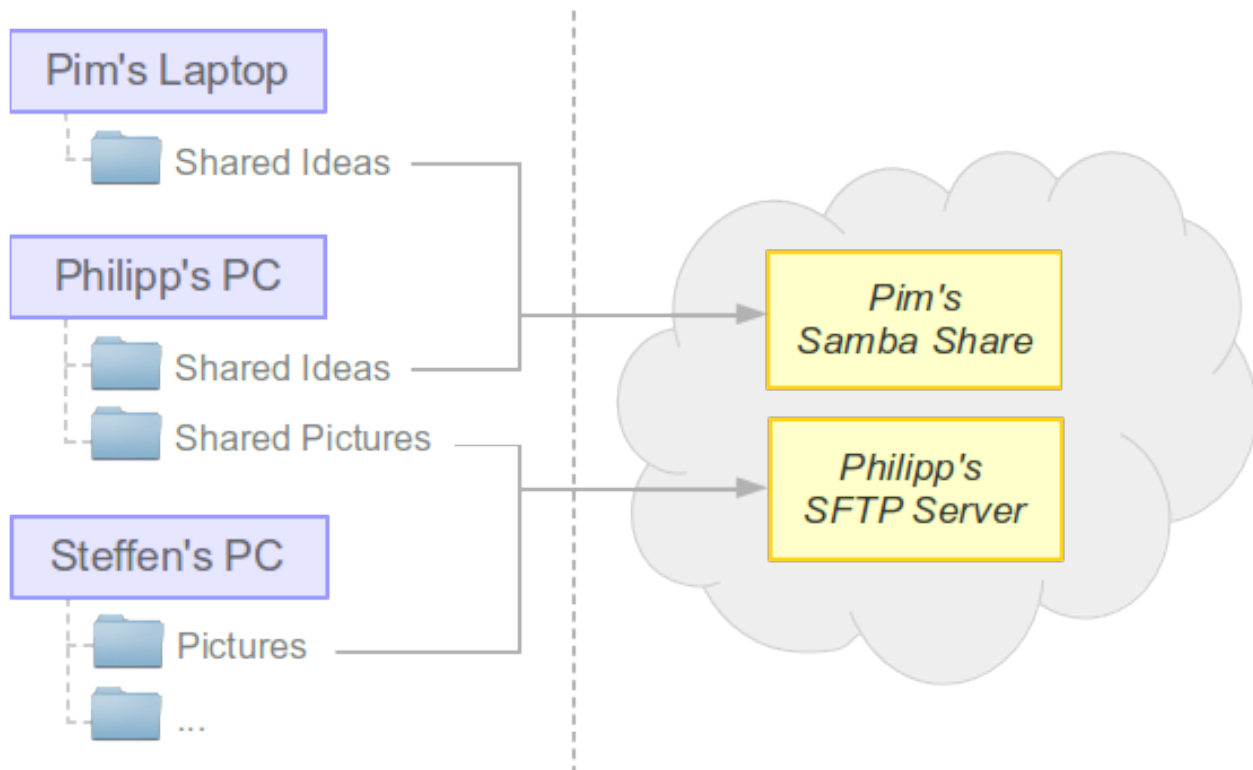 Pim's Laptop
Shared Ideas
Philipp's PC
Shared Ideas
Shared Pictures
Steffen's PC
Pictures
...
Pim's
Samba Share
Philipp's
SFTP Server